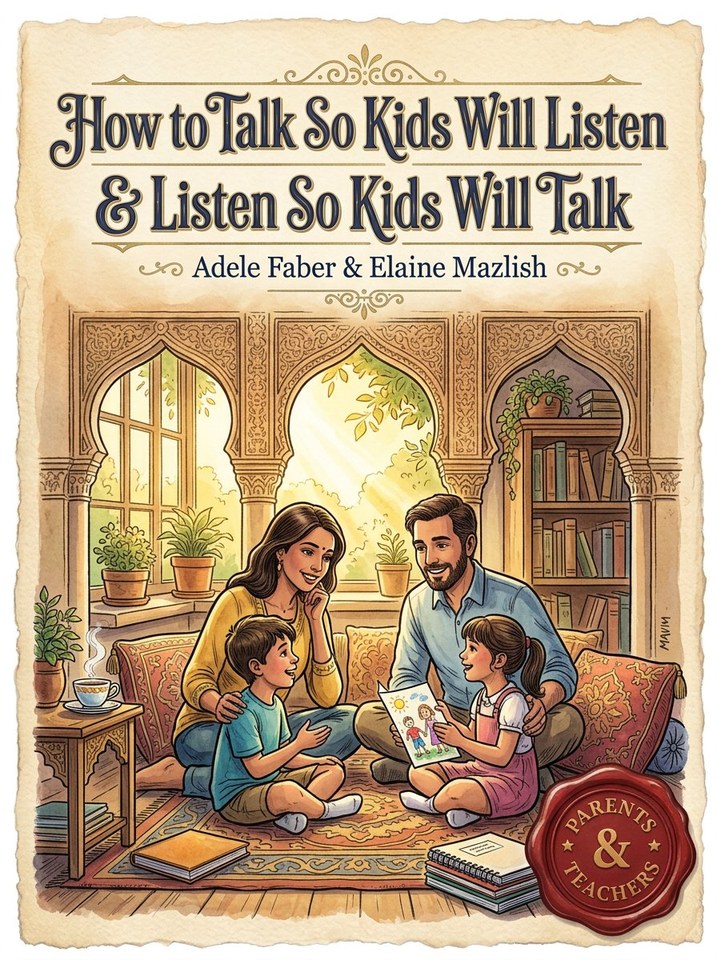 How to Talk So Kids Will Listen
& Listen So Kids Will Talk
Adele Faber & Elaine Mazlish
MAVIM
PARENTS
&
TEACHERS